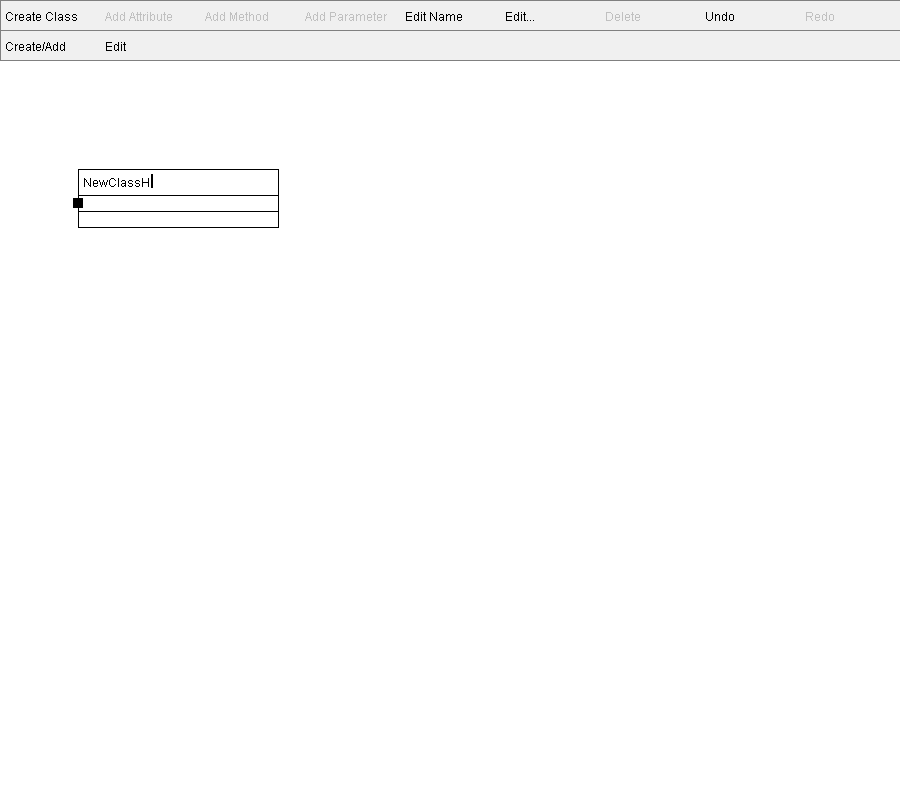 Create Class Add Attribute Add Method Add Parameter Edit Name Edit... Delete Undo Redo
Create/Add Edit
NewClassH